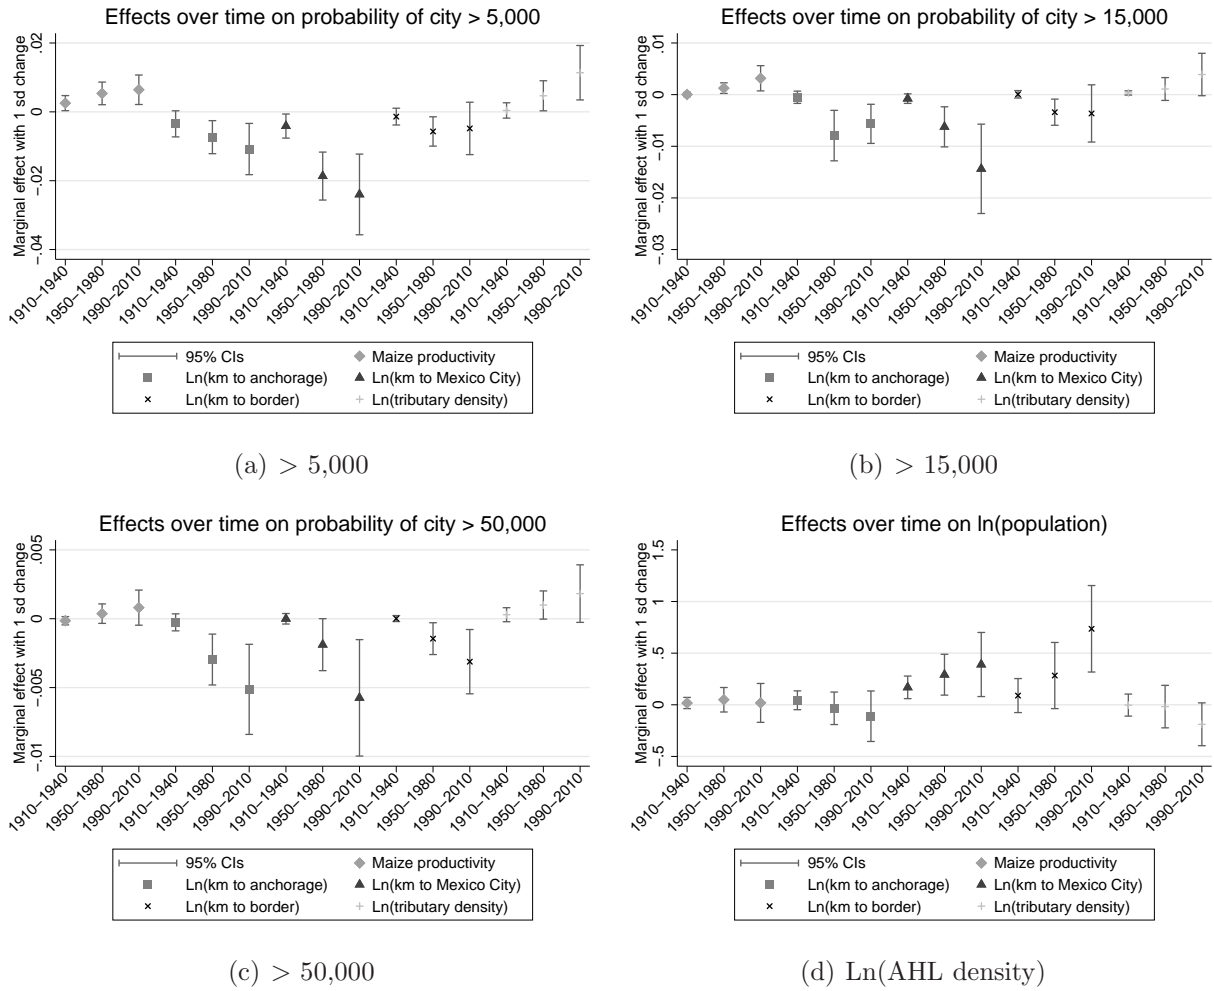 Effects over time on probability of city > 5,000
Marginal effect with 1 sd change
.02
0
−.02
−.04
1910−1940
1950−1980
1990−2010
1910−1940
1950−1980
1990−2010
1910−1940
1950−1980
1990−2010
1910−1940
1950−1980
1990−2010
1910−1940
1950−1980
1990−2010
95% CIs
Maize productivity
Ln(km to anchorage)
Ln(km to Mexico City)
Ln(km to border)
Ln(tributary density)
(a) > 5,000
Effects over time on probability of city > 15,000
Marginal effect with 1 sd change
.01
0
−.01
−.02
−.03
1910−1940
1950−1980
1990−2010
1910−1940
1950−1980
1990−2010
1910−1940
1950−1980
1990−2010
1910−1940
1950−1980
1990−2010
1910−1940
1950−1980
1990−2010
95% CIs
Maize productivity
Ln(km to anchorage)
Ln(km to Mexico City)
Ln(km to border)
Ln(tributary density)
(b) > 15,000
Effects over time on probability of city > 50,000
Marginal effect with 1 sd change
.005
0
−.005
−.01
1910−1940
1950−1980
1990−2010
1910−1940
1950−1980
1990−2010
1910−1940
1950−1980
1990−2010
1910−1940
1950−1980
1990−2010
1910−1940
1950−1980
1990−2010
95% CIs
Maize productivity
Ln(km to anchorage)
Ln(km to Mexico City)
Ln(km to border)
Ln(tributary density)
(c) > 50,000
Effects over time on ln(population)
Marginal effect with 1 sd change
1.5
1
.5
0
−.5
1910−1940
1950−1980
1990−2010
1910−1940
1950−1980
1990−2010
1910−1940
1950−1980
1990−2010
1910−1940
1950−1980
1990−2010
1910−1940
1950−1980
1990−2010
95% CIs
Maize productivity
Ln(km to anchorage)
Ln(km to Mexico City)
Ln(km to border)
Ln(tributary density)
(d) Ln(AHL density)